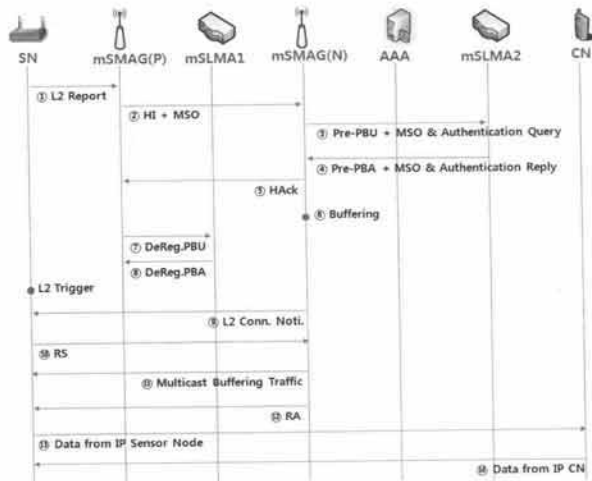 SN mSMAG(P) mSLMA1 mSMAG(N) AAA mSLMA2 CN
① L2 Report
② HI + MSO
③ Pre-PBU + MSO & Authentication Query
④ Pre-PBA + MSO & Authentication Reply
⑤ HAck
⑥ Buffering
⑦ DeReg.PBU
⑧ DeReg.PBA
L2 Trigger
⑨ L2 Conn. Noti.
⑩ RS
⑪ Multicast Buffering Traffic
⑫ RA
⑬ Data from IP Sensor Node
⑭ Data from IP CN